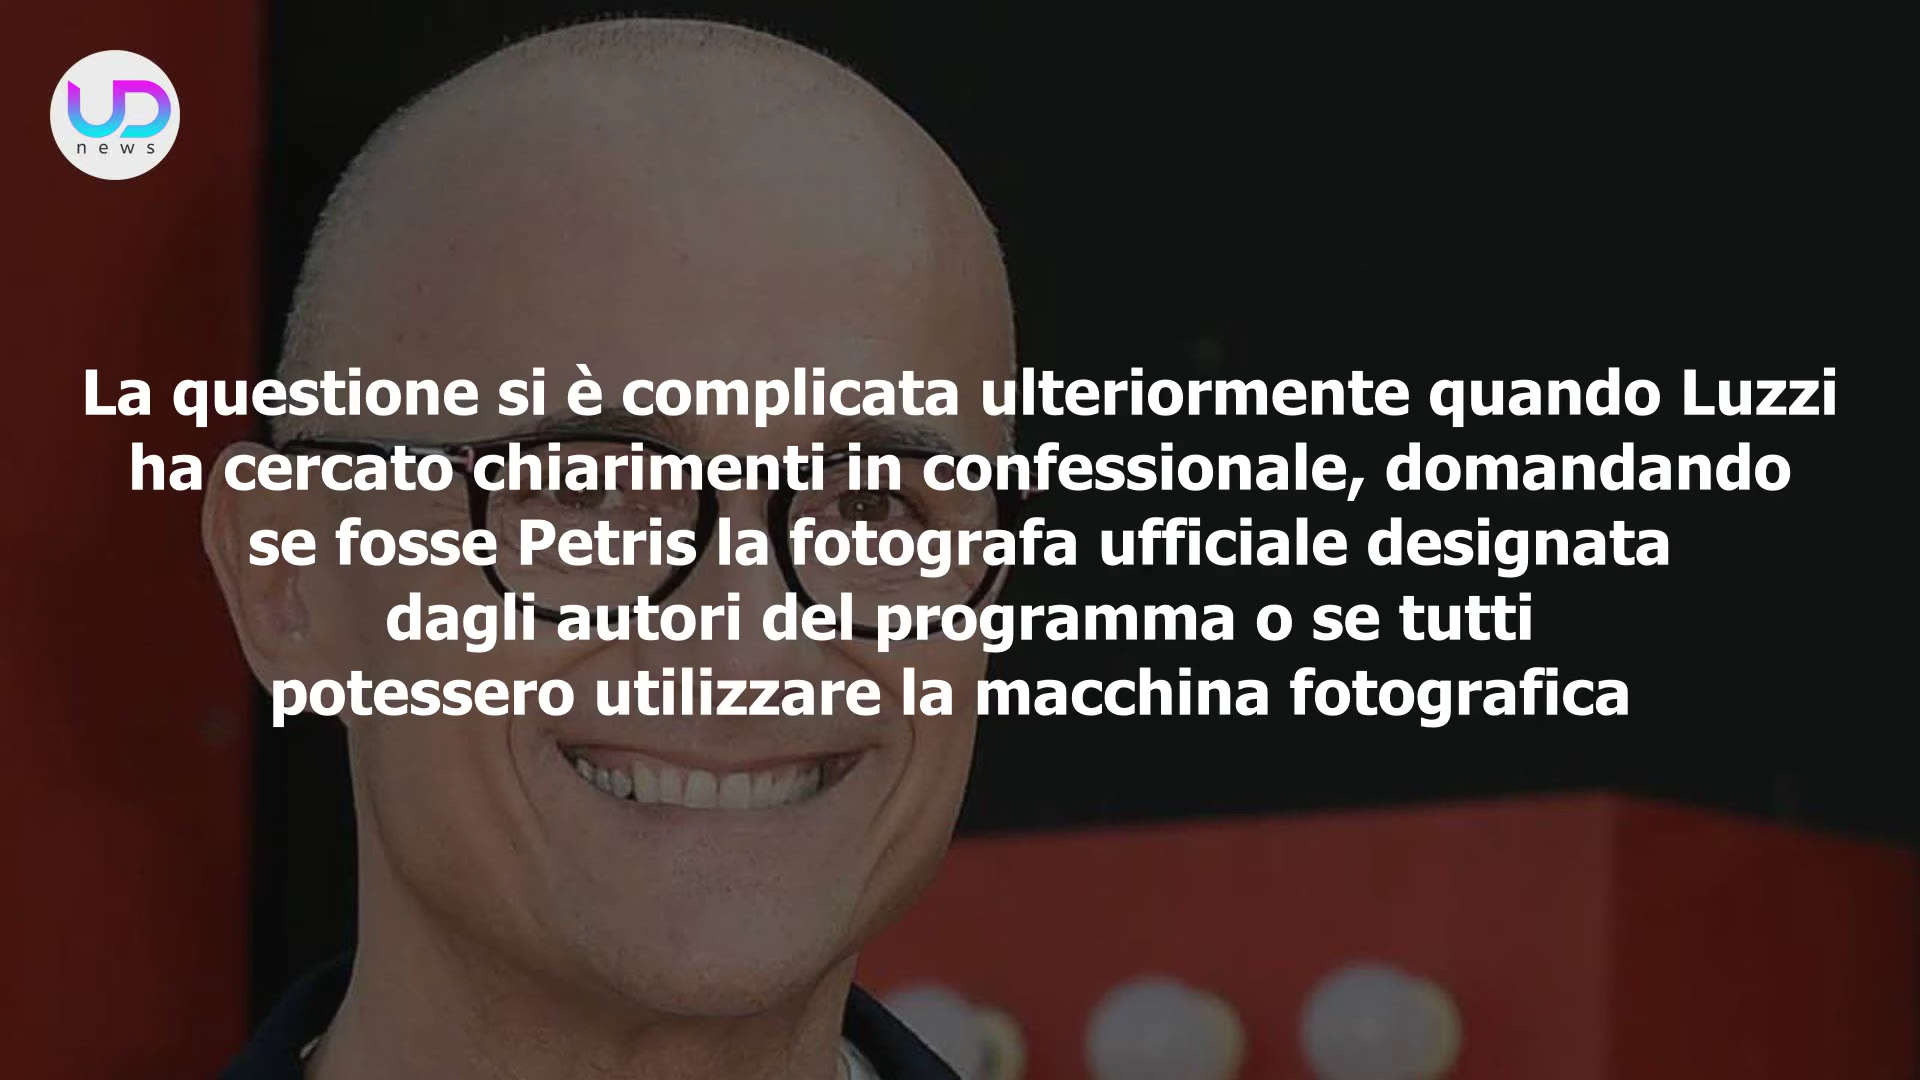 UD
news
La questione si è complicata ulteriormente quando Luzzi
ha cercato chiarimenti in confessionale, domandando
se fosse Petris la fotografa ufficiale designata
dagli autori del programma o se tutti
potessero utilizzare la macchina fotografica